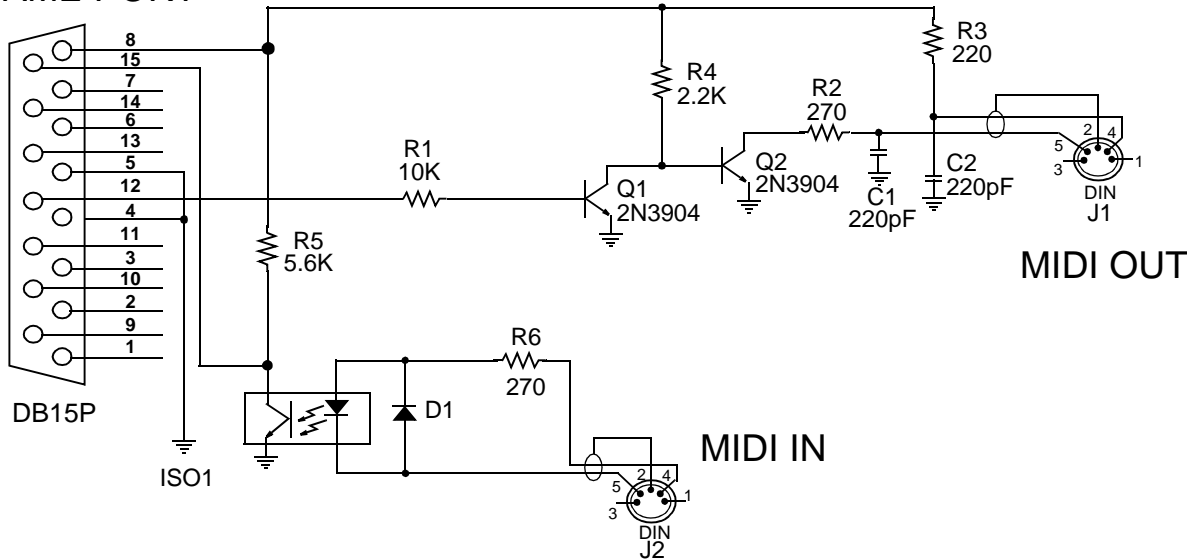 8
15
7
14
6
13
5
12
4
11
3
10
2
9
1
DB15P
ISO1
R1
10K
R5
5.6K
Q1
2N3904
R4
2.2K
Q2
2N3904
R2
270
C1
220pF
R3
220
C2
220pF
5
2
4
1
3
DIN
J1
MIDI OUT
D1
R6
270
MIDI IN
5
2
4
1
3
DIN
J2